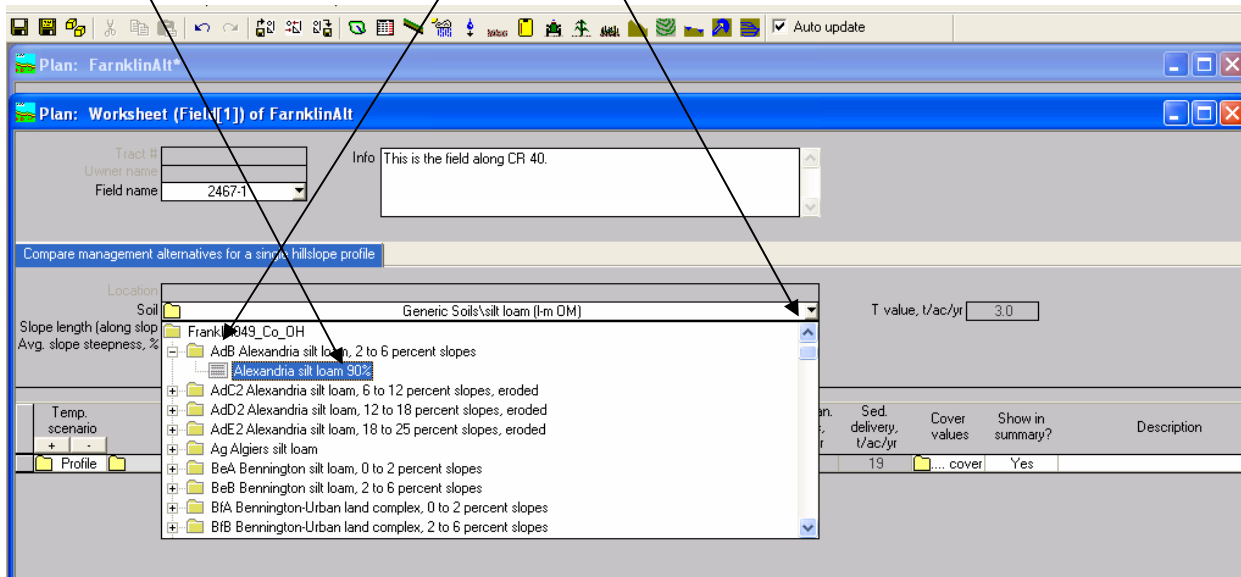 Auto update
Plan: FarnklinAlt*
Plan: Worksheet (Field[1]) of FarnklinAlt
Tract #
Owner name
Field name 2467-1
Info This is the field along CR 40.
Compare management alternatives for a single hillslope profile
Location
Soil Generic Soils\silt loam (l-m OM) T value, t/ac/yr 3.0
Slope length (along slop
Avg. slope steepness, %
Franklin049_Co_OH
AdB Alexandria silt loam, 2 to 6 percent slopes
Alexandria silt loam 90%
AdC2 Alexandria silt loam, 6 to 12 percent slopes, eroded
AdD2 Alexandria silt loam, 12 to 18 percent slopes, eroded
AdE2 Alexandria silt loam, 18 to 25 percent slopes, eroded
Ag Algiers silt loam
BeA Bennington silt loam, 0 to 2 percent slopes
BeB Bennington silt loam, 2 to 6 percent slopes
BfA Bennington-Urban land complex, 0 to 2 percent slopes
BfB Bennington-Urban land complex, 2 to 6 percent slopes
Temp. scenario
+ -
Profile
Sed. delivery, t/ac/yr
Cover values
Show in summary?
Description
19 .... cover Yes